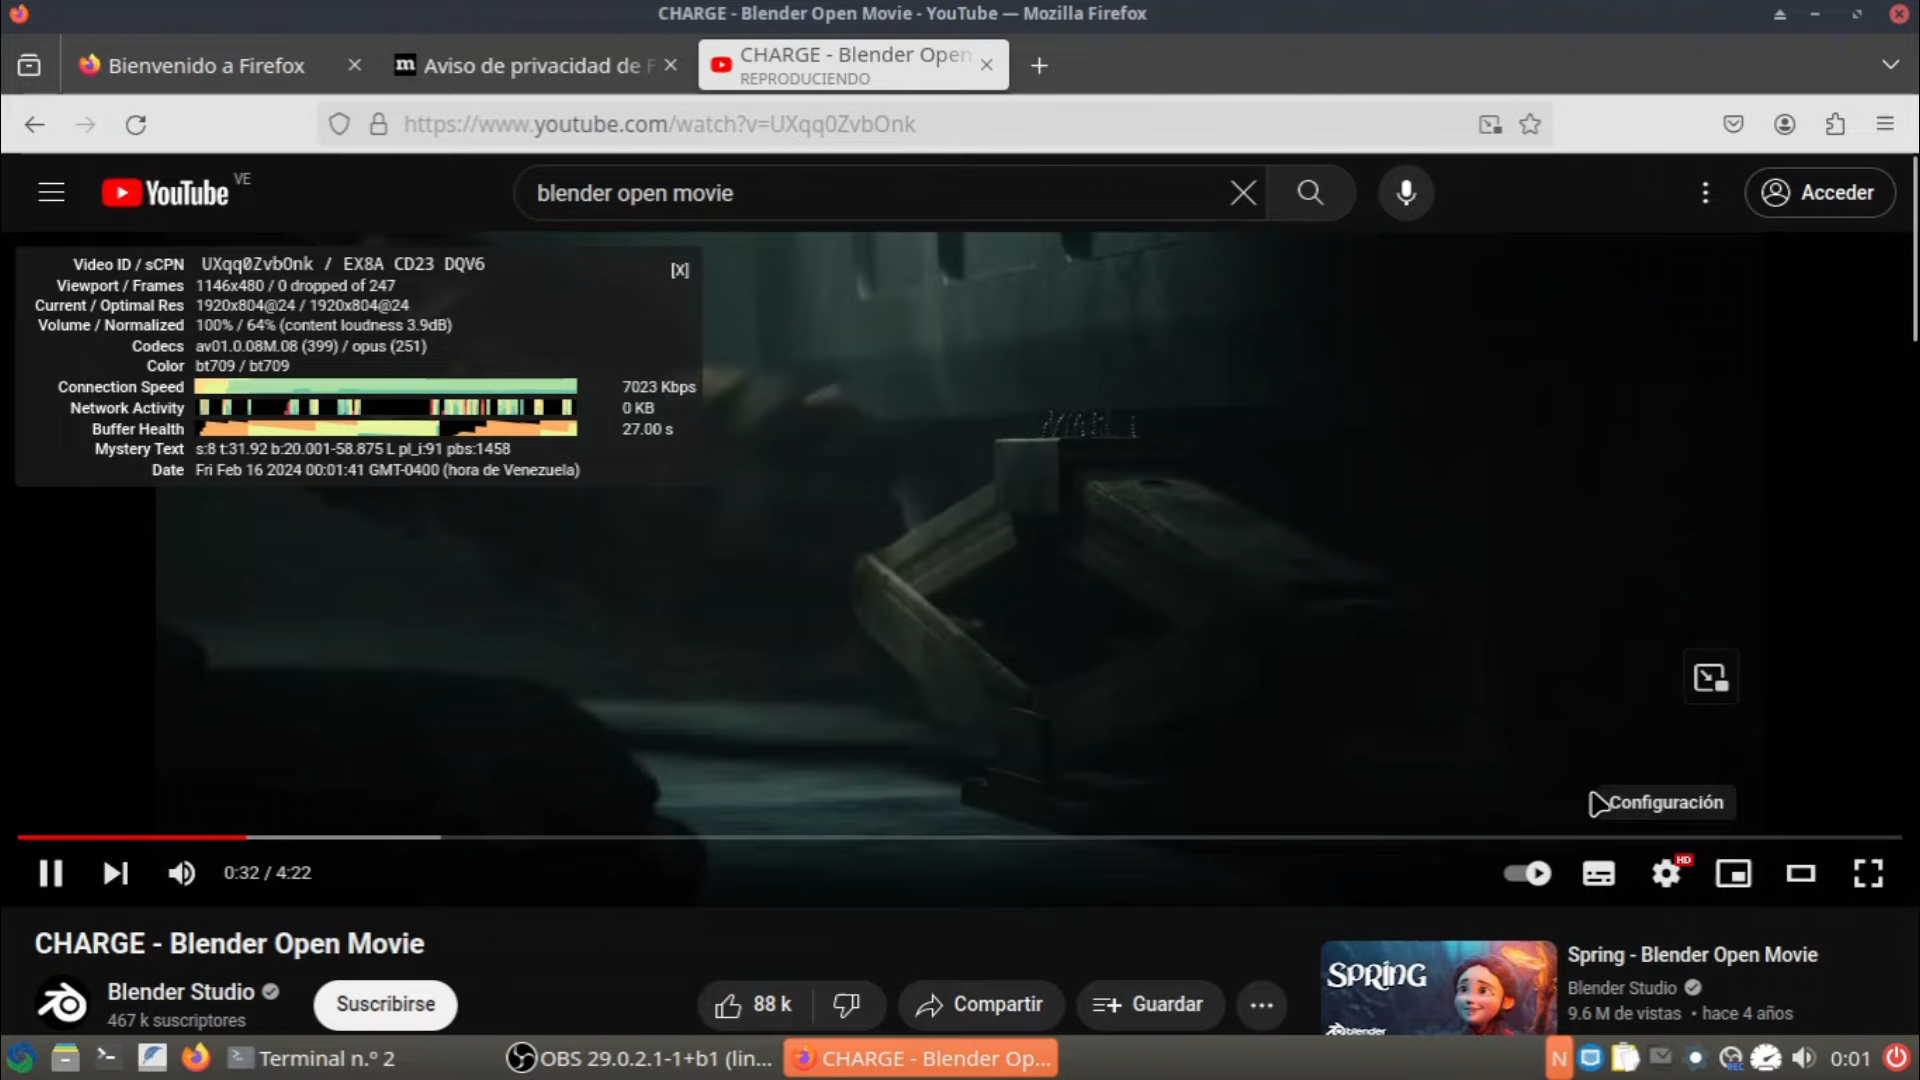 CHARGE - Blender Open Movie - YouTube — Mozilla Firefox
Bienvenido a Firefox
m Aviso de privacidad de F
CHARGE - Blender Open
REPRODUCIENDO
https://www.youtube.com/watch?v=UXqq0ZvbOnk
YouTube VE
blender open movie
Acceder
Video ID / sCPN UXqq0ZvbOnk / EX8A CD23 DQV6
[X]
Viewport / Frames 1146x480 / 0 dropped of 247
Current / Optimal Res 1920x804@24 / 1920x804@24
Volume / Normalized 100% / 64% (content loudness 3.9dB)
Codecs av01.0.08M.08 (399) / opus (251)
Color bt709 / bt709
Connection Speed 7023 Kbps
Network Activity 0 KB
Buffer Health 27.00 s
Mystery Text s:8 t:31.92 b:20.001-58.875 L pl_i:91 pbs:1458
Date Fri Feb 16 2024 00:01:41 GMT-0400 (hora de Venezuela)
Configuración
0:32 / 4:22
HD
CHARGE - Blender Open Movie
Blender Studio
467 k suscriptores
Suscribirse
88 k
Compartir
Guardar
SPRING
blender
Spring - Blender Open Movie
Blender Studio
9.6 M de vistas • hace 4 años
Terminal n.º 2
OBS 29.0.2.1-1+b1 (lin...
CHARGE - Blender Op...
N
REC
0:01